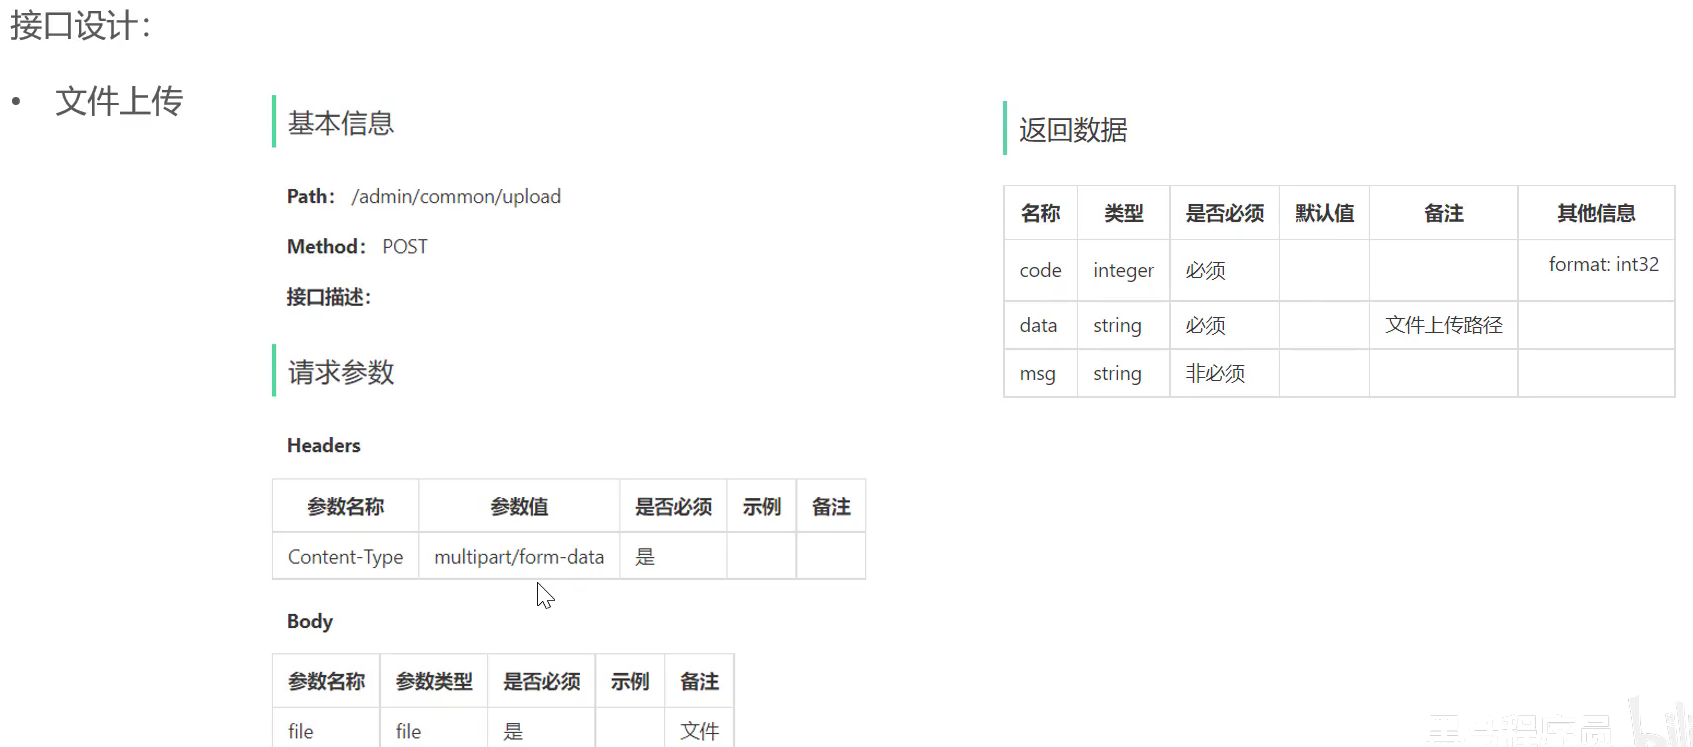 接口设计：
• 文件上传
基本信息
Path： /admin/common/upload
Method： POST
接口描述：
请求参数
Headers
参数名称 参数值 是否必须 示例 备注
Content-Type multipart/form-data 是
Body
参数名称 参数类型 是否必须 示例 备注
file file 是 文件
返回数据
名称 类型 是否必须 默认值 备注 其他信息
code integer 必须 format: int32
data string 必须 文件上传路径
msg string 非必须
程序员